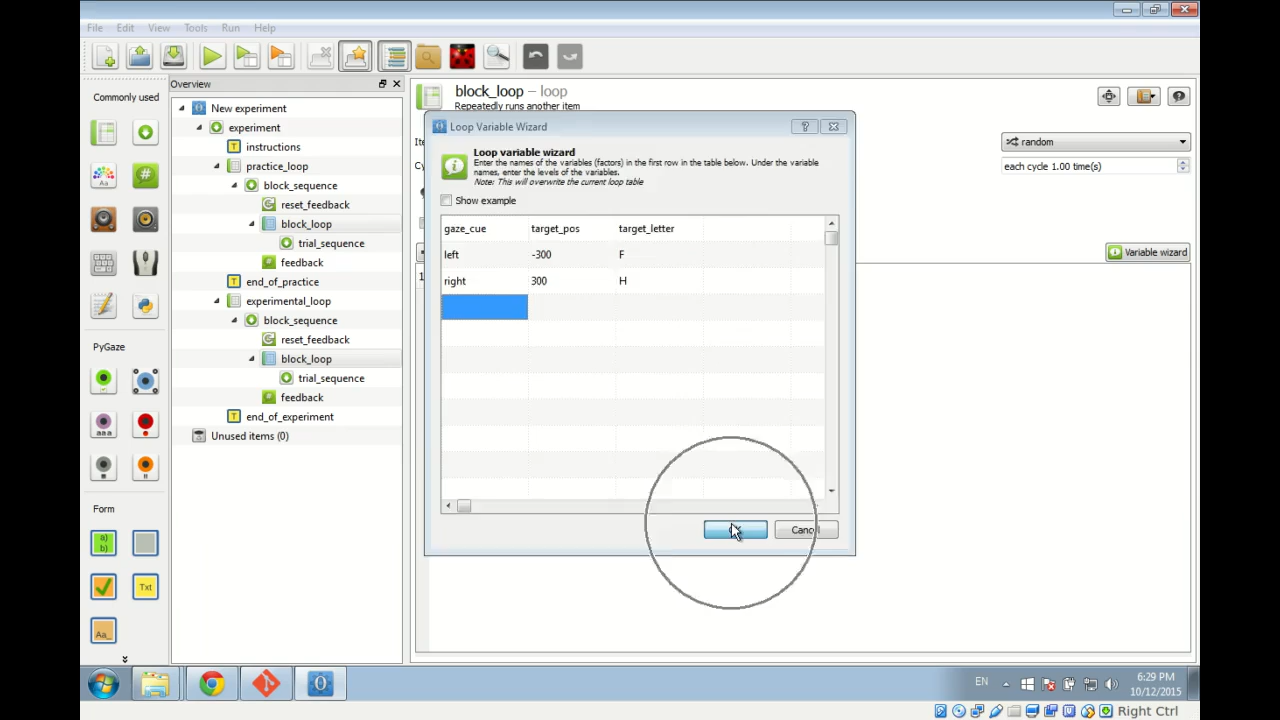 File Edit View Tools Run Help
Commonly used
Overview
New experiment
experiment
instructions
practice_loop
block_sequence
reset_feedback
block_loop
trial_sequence
feedback
end_of_practice
experimental_loop
block_sequence
reset_feedback
block_loop
trial_sequence
feedback
end_of_experiment
Unused items (0)
Aa
PyGaze
aaa
Form
a)
b)
Txt
Aa_
block_loop – loop
Repeatedly runs another item
random
each cycle 1.00 time(s)
Variable wizard
Loop Variable Wizard
Loop variable wizard
Enter the names of the variables (factors) in the first row in the table below. Under the variable
names, enter the levels of the variables.
Note: This will overwrite the current loop table
Show example
gaze_cue target_pos target_letter
left -300 F
right 300 H
Cancel
EN
6:29 PM
10/12/2015
Right Ctrl